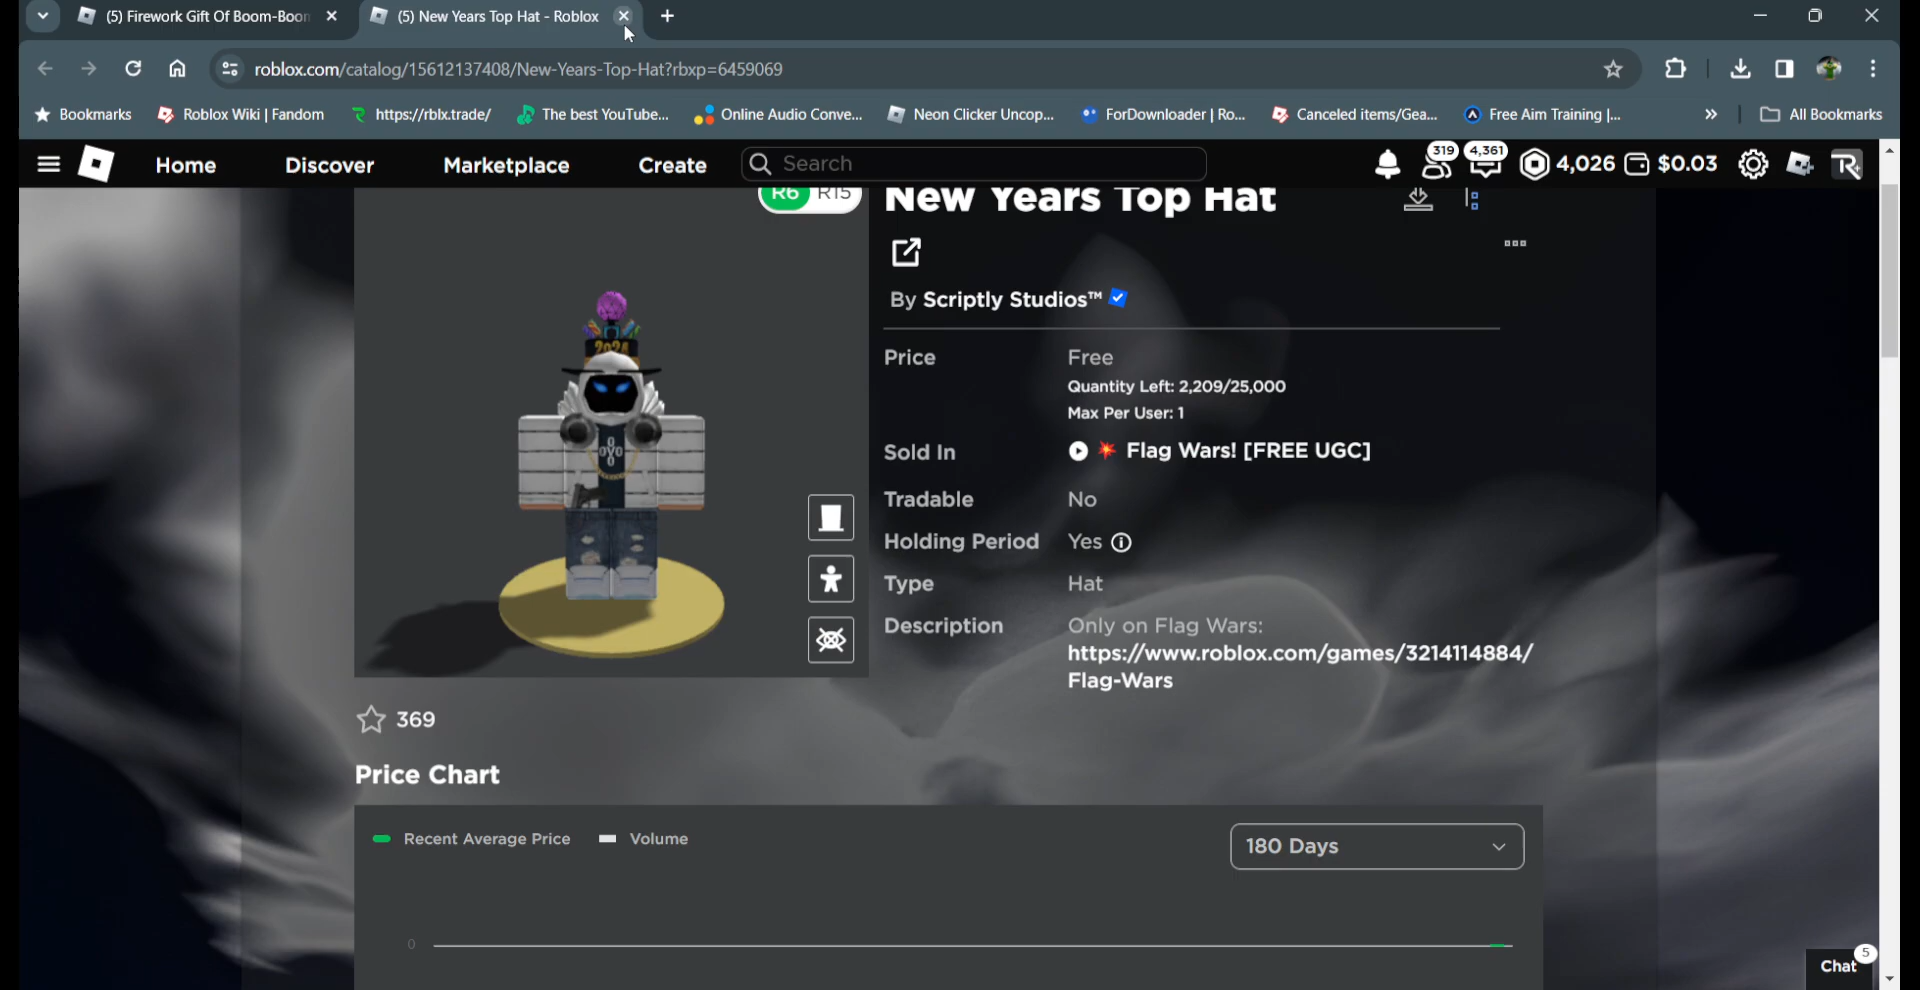 (5) Firework Gift Of Boom-Boom
(5) New Years Top Hat - Roblox
roblox.com/catalog/15612137408/New-Years-Top-Hat?rbxp=6459069
Bookmarks
Roblox Wiki | Fandom
https://rblx.trade/
The best YouTube...
Online Audio Conve...
Neon Clicker Uncop...
ForDownloader | Ro...
Canceled items/Gea...
Free Aim Training |...
All Bookmarks
Home
Discover
Marketplace
Create
Search
319
4,361
4,026
$0.03
R6 R15
New Years Top Hat
By Scriptly Studios™
2024
Price
Free
Quantity Left: 2,209/25,000
Max Per User: 1
Sold In
Flag Wars! [FREE UGC]
Tradable
No
Holding Period
Yes
Type
Hat
Description
Only on Flag Wars:
https://www.roblox.com/games/3214114884/
Flag-Wars
369
Price Chart
Recent Average Price
Volume
180 Days
0
Chat
5